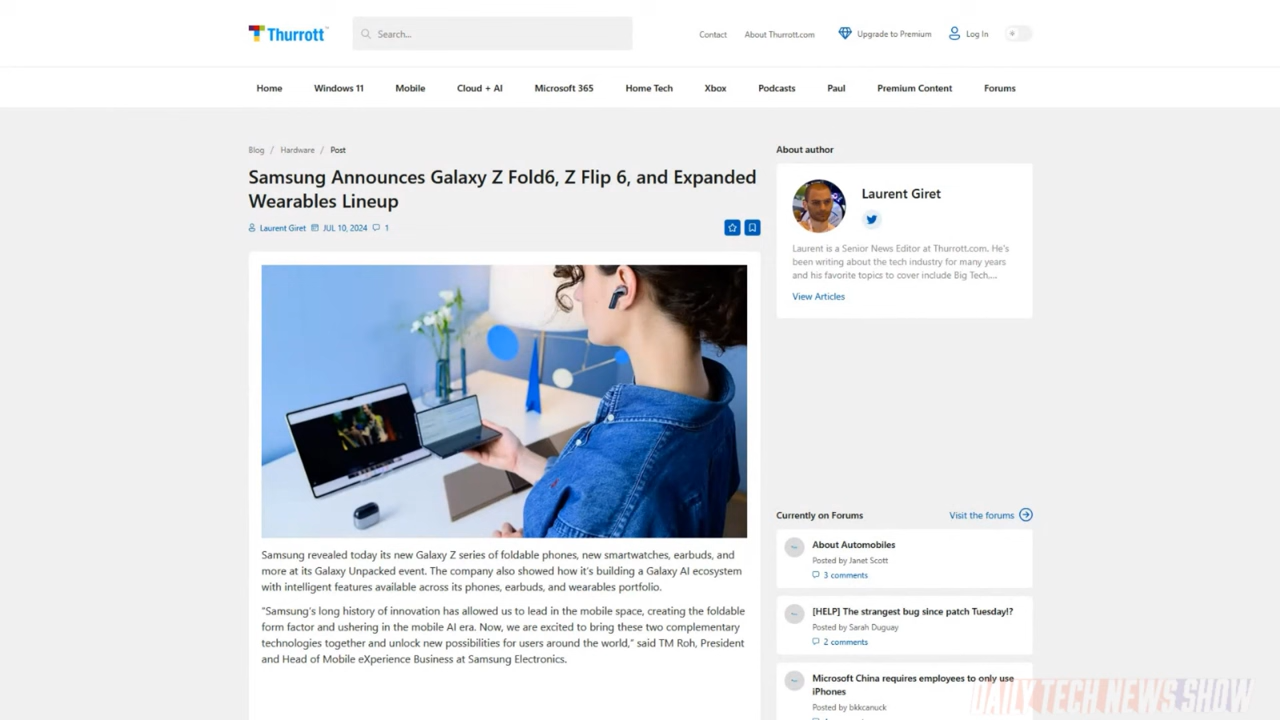 Thurrott
Search...
Contact
About Thurrott.com
Upgrade to Premium
Log In
Home
Windows 11
Mobile
Cloud + AI
Microsoft 365
Home Tech
Xbox
Podcasts
Paul
Premium Content
Forums
Blog / Hardware / Post
Samsung Announces Galaxy Z Fold6, Z Flip 6, and Expanded
Wearables Lineup
Laurent Giret JUL 10, 2024 1
Samsung revealed today its new Galaxy Z series of foldable phones, new smartwatches, earbuds, and
more at its Galaxy Unpacked event. The company also showed how it's building a Galaxy AI ecosystem
with intelligent features available across its phones, earbuds, and wearables portfolio.
"Samsung's long history of innovation has allowed us to lead in the mobile space, creating the foldable
form factor and ushering in the mobile AI era. Now, we are excited to bring these two complementary
technologies together and unlock new possibilities for users around the world," said TM Roh, President
and Head of Mobile eXperience Business at Samsung Electronics.
About author
Laurent Giret
Laurent is a Senior News Editor at Thurrott.com. He's
been writing about the tech industry for many years
and his favorite topics to cover include Big Tech....
View Articles
Currently on Forums
Visit the forums
About Automobiles
Posted by Janet Scott
3 comments
[HELP] The strangest bug since patch Tuesday!?
Posted by Sarah Duguay
2 comments
Microsoft China requires employees to only use
iPhones
Posted by bkkcanuck
DAILY TECH NEWS SHOW